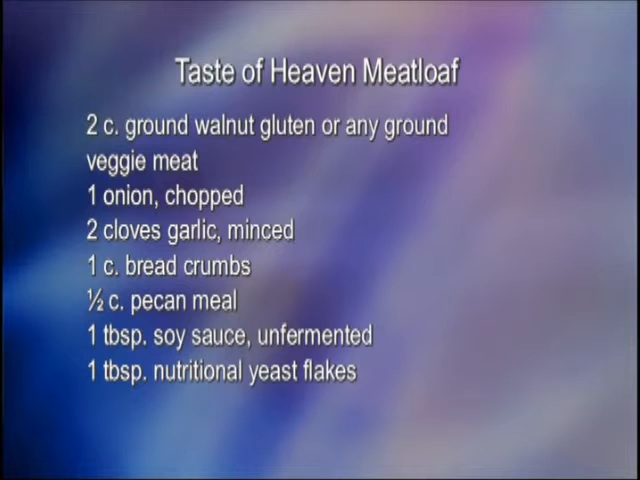 Taste of Heaven Meatloaf
2 c. ground walnut gluten or any ground
veggie meat
1 onion, chopped
2 cloves garlic, minced
1 c. bread crumbs
½ c. pecan meal
1 tbsp. soy sauce, unfermented
1 tbsp. nutritional yeast flakes